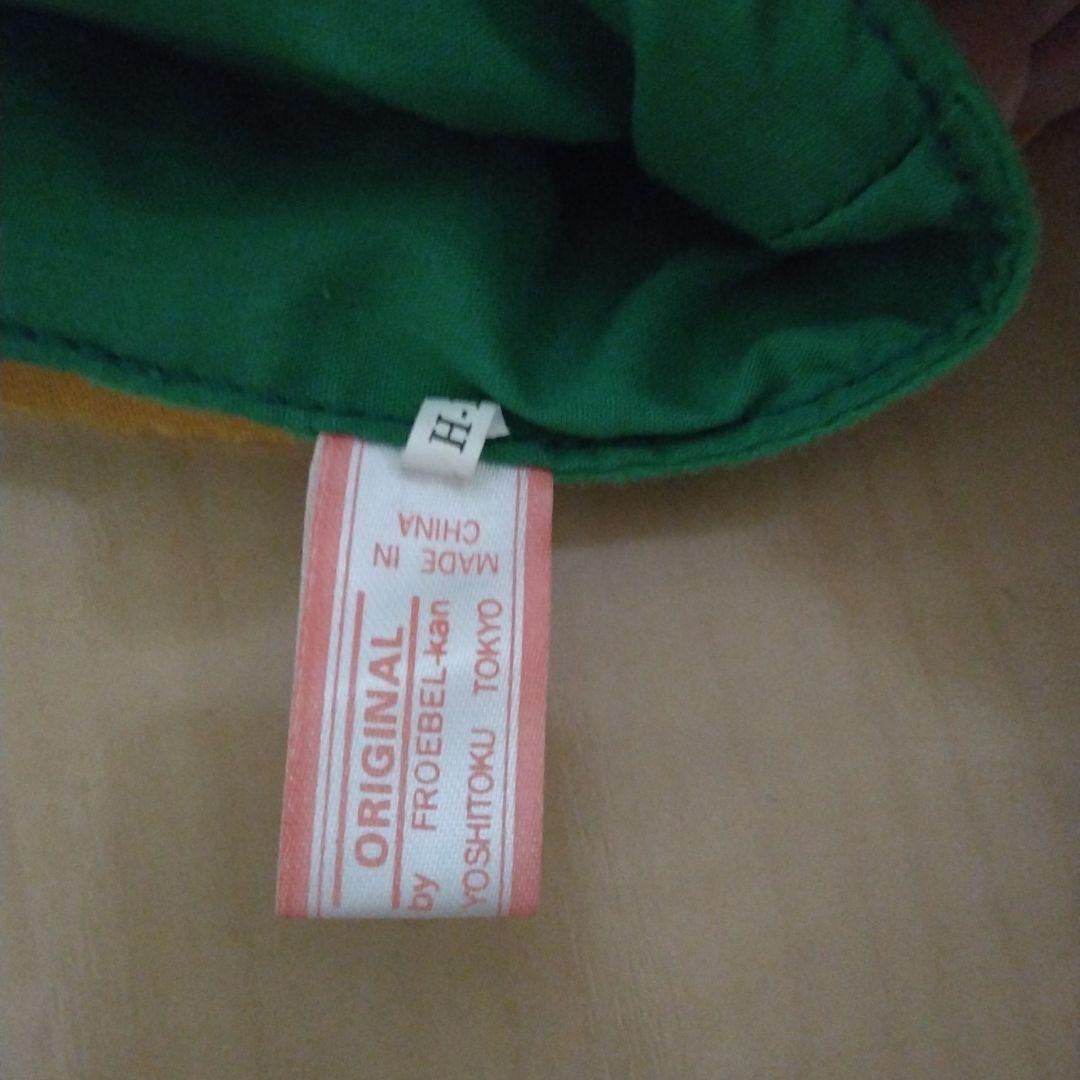 H.
ORIGINAL
by FROEBEL-kan
YOSHITOKU TOKYO
MADE IN
CHINA